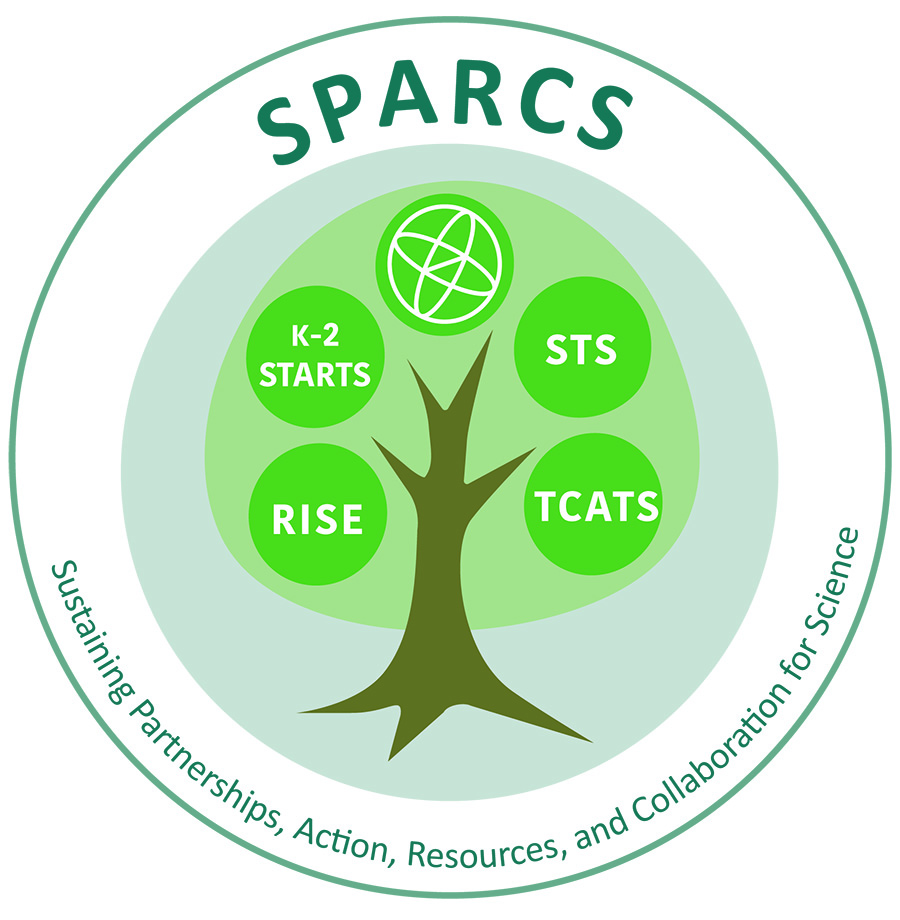 SPARCS
K-2
STARTS
STS
RISE
TCATS
Sustaining Partnerships, Action, Resources, and Collaboration for Science